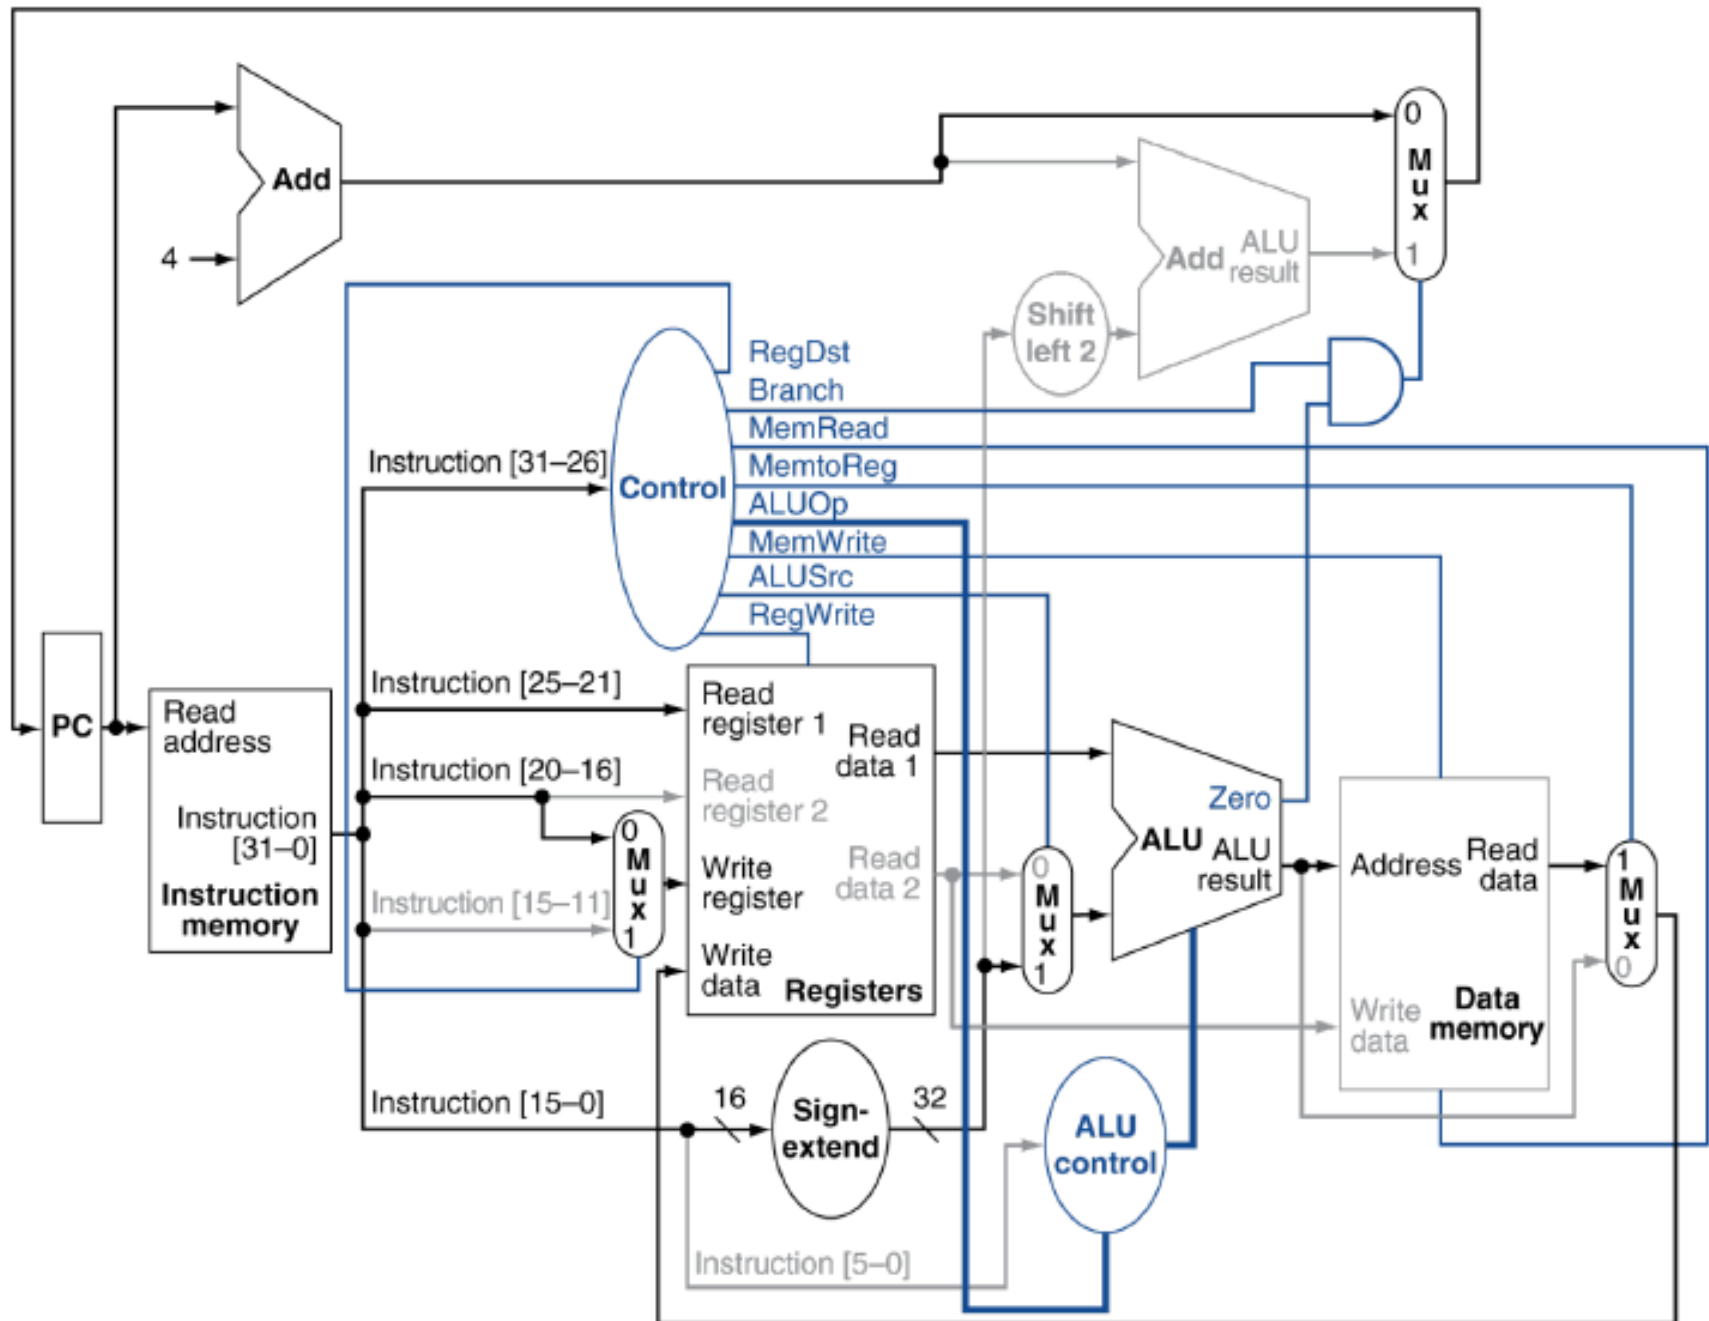 0
M
u
x
1
Add
4
Add
ALU
result
Shift
left 2
RegDst
Branch
MemRead
MemtoReg
ALUOp
MemWrite
ALUSrc
RegWrite
Instruction [31–26]
Control
PC
Read
address
Instruction
[31–0]
Instruction
memory
Instruction [25–21]
Instruction [20–16]
Instruction [15–11]
0
M
u
x
1
Read
register 1
Read
register 2
Write
register
Write
data
Registers
Read
data 1
Read
data 2
0
M
u
x
1
Zero
ALU
ALU
result
Address
Read
data
Write
data
Data
memory
1
M
u
x
0
Instruction [15–0]
16
Sign-
extend
32
ALU
control
Instruction [5–0]